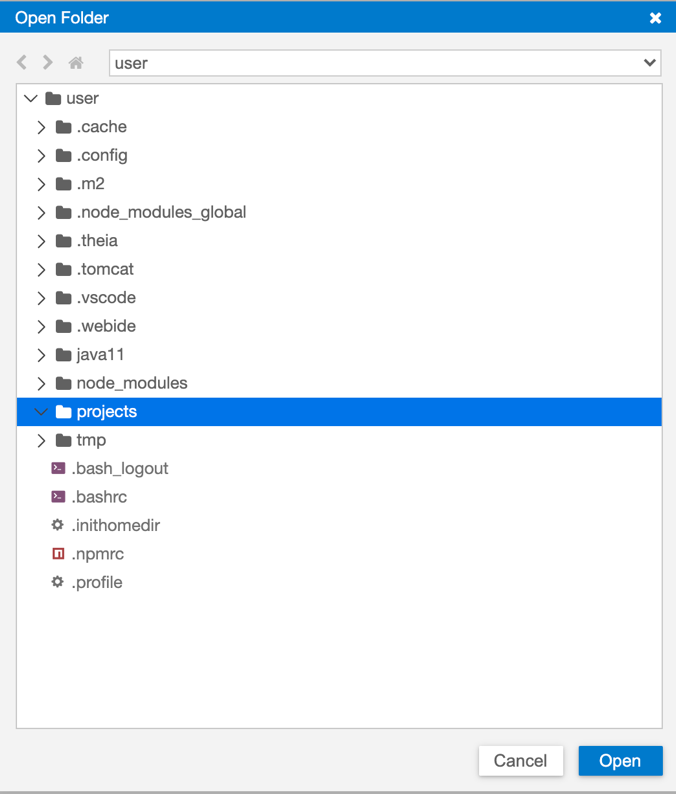 Open Folder
user
user
.cache
.config
.m2
.node_modules_global
.theia
.tomcat
.vscode
.webide
java11
node_modules
projects
tmp
.bash_logout
.bashrc
.inithomedir
.npmrc
.profile
Cancel
Open